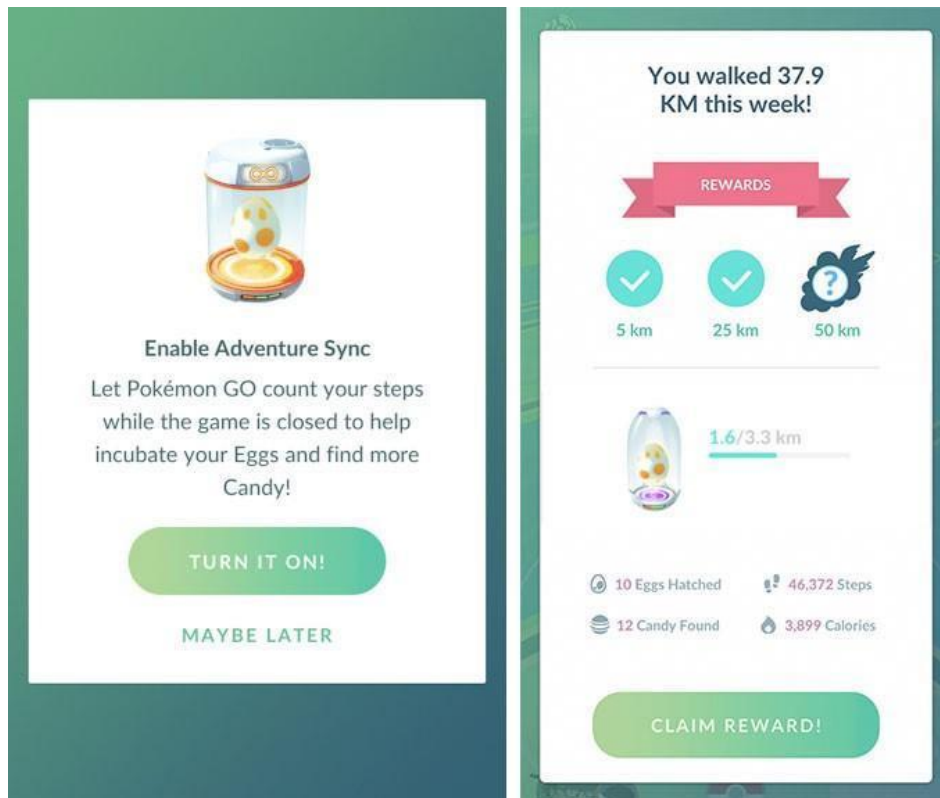 Enable Adventure Sync
Let Pokémon GO count your steps
while the game is closed to help
incubate your Eggs and find more
Candy!
TURN IT ON!
MAYBE LATER
You walked 37.9
KM this week!
REWARDS
?
5 km
25 km
50 km
1.6/3.3 km
10 Eggs Hatched
46,372 Steps
12 Candy Found
3,899 Calories
CLAIM REWARD!